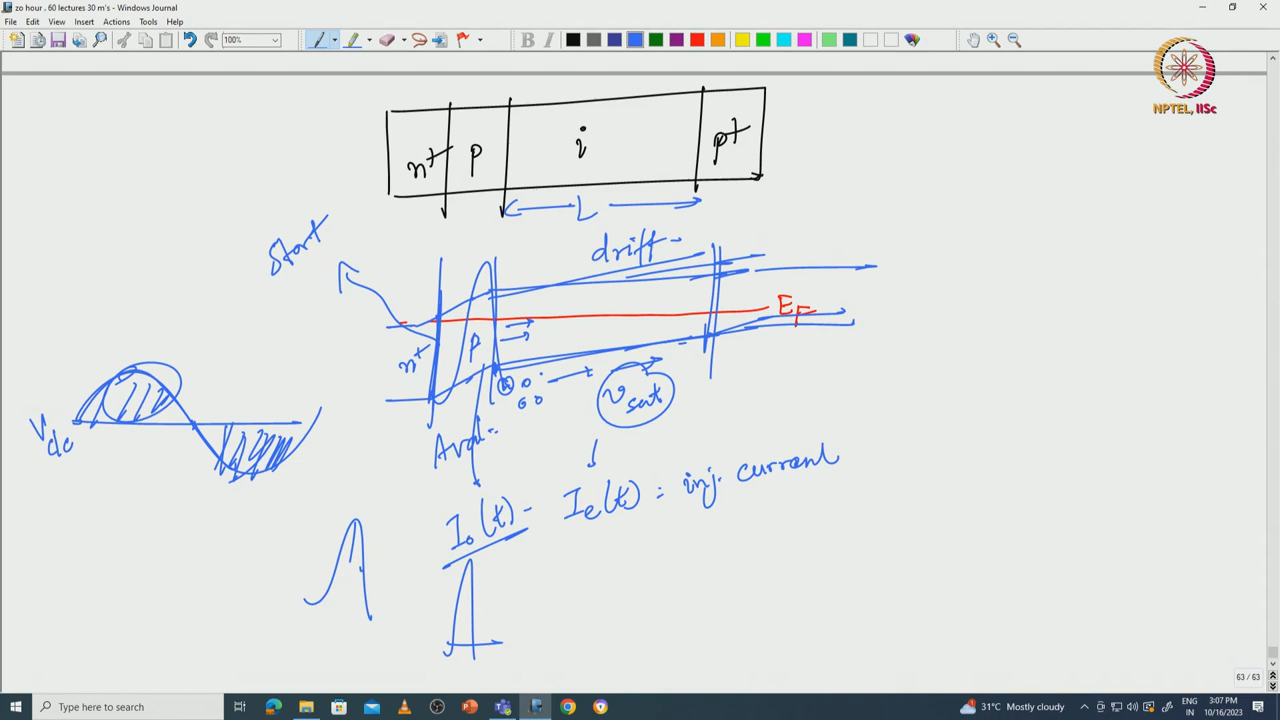 zo hour . 60 lectures 30 m's - Windows Journal
File Edit View Insert Actions Tools Help
100%
B I
NPTEL, IISc
n+ p i p+
L
Start
drift
EF
n+ p
vsat
Vdc
I0(t) - Ie(t) = inj. current
63 / 63
Type here to search
31°C Mostly cloudy
ENG
IN
3:07 PM
10/16/2023